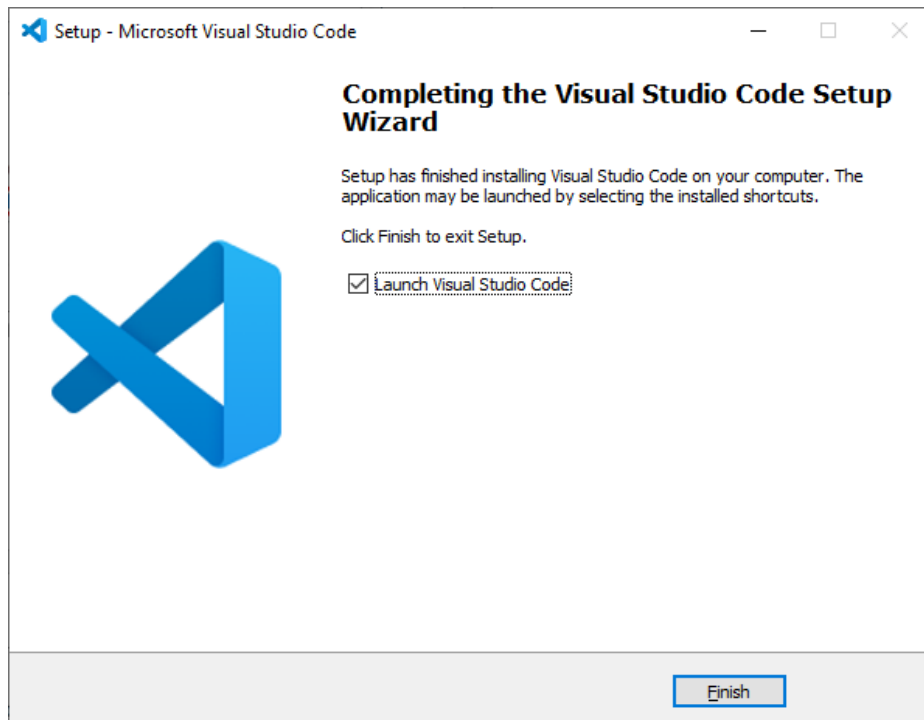 Setup - Microsoft Visual Studio Code
Completing the Visual Studio Code Setup
Wizard
Setup has finished installing Visual Studio Code on your computer. The
application may be launched by selecting the installed shortcuts.
Click Finish to exit Setup.
Launch Visual Studio Code
Finish